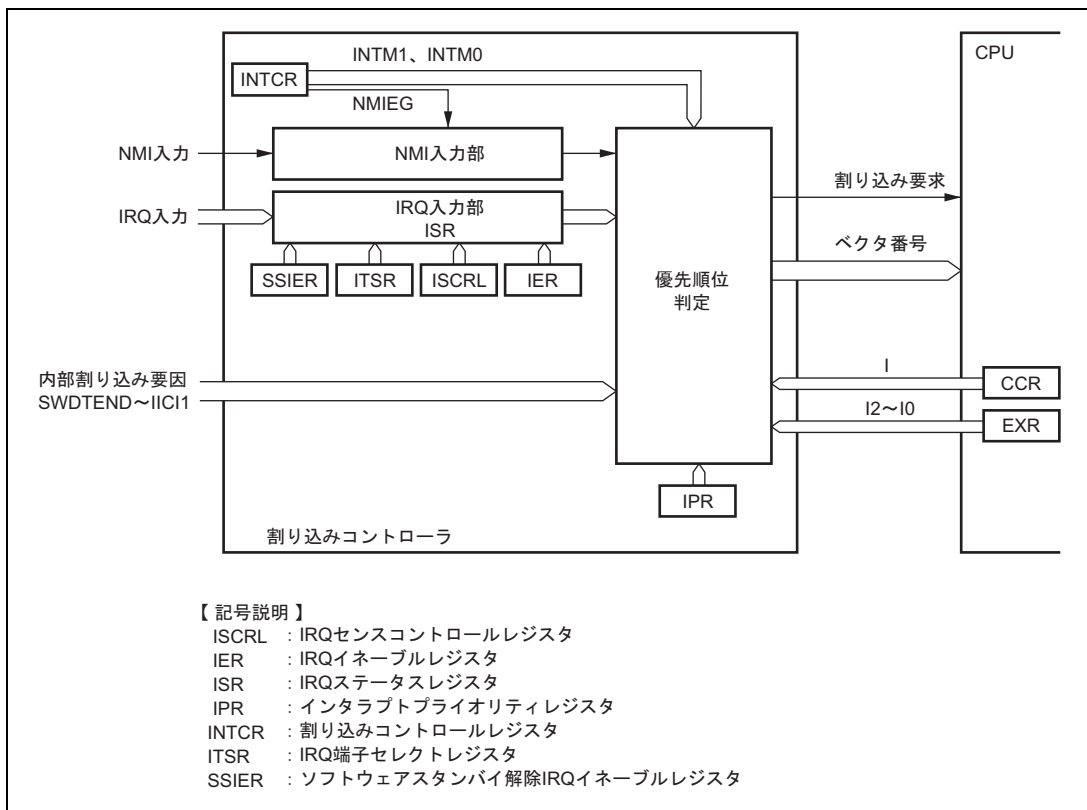 INTM1、INTM0
CPU
INTCR
NMIEG
NMI入力
NMI入力部
割り込み要求
IRQ入力
IRQ入力部
ISR
ベクタ番号
SSIER
ITSR
ISCRL
IER
優先順位
判定
内部割り込み要因
SWDTEND～IICI1
I
CCR
I2～I0
EXR
IPR
割り込みコントローラ
【 記号説明 】
ISCRL : IRQセンスコントロールレジスタ
IER : IRQイネーブルレジスタ
ISR : IRQステータスレジスタ
IPR : インタラプトプライオリティレジスタ
INTCR : 割り込みコントロールレジスタ
ITSR : IRQ端子セレクトレジスタ
SSIER : ソフトウェアスタンバイ解除IRQイネーブルレジスタ